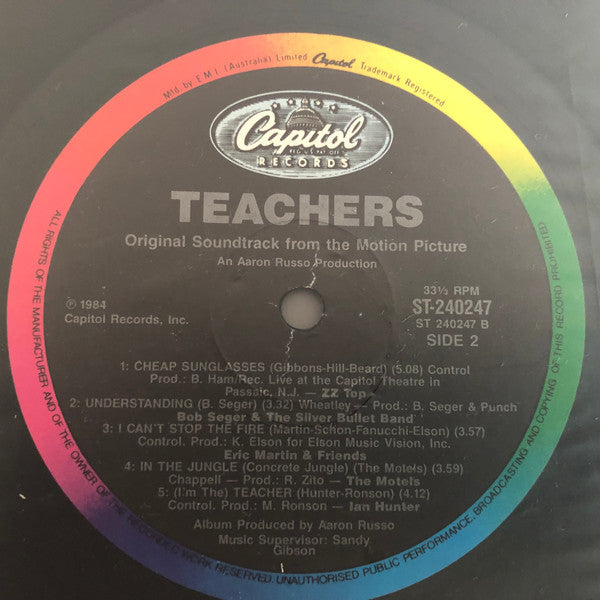 Mfd by E.M.I. (Australia) Limited Capitol Trademark Registered
Capitol
REG. U.S. PAT. OFF.
RECORDS
TEACHERS
Original Soundtrack from the Motion Picture
An Aaron Russo Production
℗ 1984
Capitol Records, Inc.
33⅓ RPM
ST-240247
ST 240247 B
SIDE 2
1: CHEAP SUNGLASSES (Gibbons-Hill-Beard) (5.08) Control
Prod.: B. Ham/Rec. Live at the Capitol Theatre in
Passaic, N.J. — ZZ Top
2: UNDERSTANDING (B. Seger) (3.32) Wheatley — Prod.: B. Seger & Punch
Bob Seger & The Silver Bullet Band
3: I CAN'T STOP THE FIRE (Martin-Schon-Fanucchi-Elson) (3.57)
Control. Prod.: K. Elson for Elson Music Vision, Inc.
Eric Martin & Friends
4: IN THE JUNGLE (Concrete Jungle) (The Motels) (3.59)
Chappell — Prod.: R. Zito — The Motels
5: (I'm The) TEACHER (Hunter-Ronson) (4.12)
Control. Prod.: M. Ronson — Ian Hunter
Album Produced by Aaron Russo
Music Supervisor: Sandy
Gibson
ALL RIGHTS OF THE MANUFACTURER AND OF THE OWNER OF THE RECORDED WORK RESERVED. UNAUTHORISED PUBLIC PERFORMANCE, BROADCASTING AND COPYING OF THIS RECORD PROHIBITED